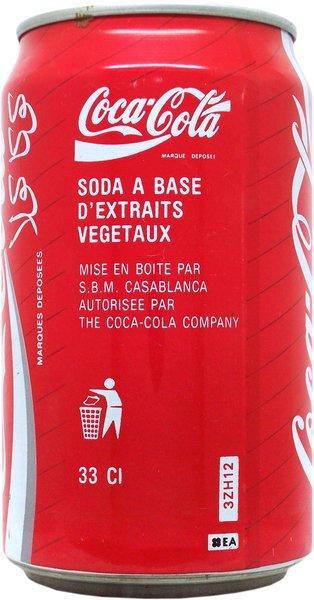 Coca-Cola
MARQUE DEPOSEE
SODA A BASE
D'EXTRAITS
VEGETAUX
MISE EN BOITE PAR
S.B.M. CASABLANCA
AUTORISEE PAR
THE COCA-COLA COMPANY
MARQUES DEPOSEES
33 Cl
3ZH12
EA